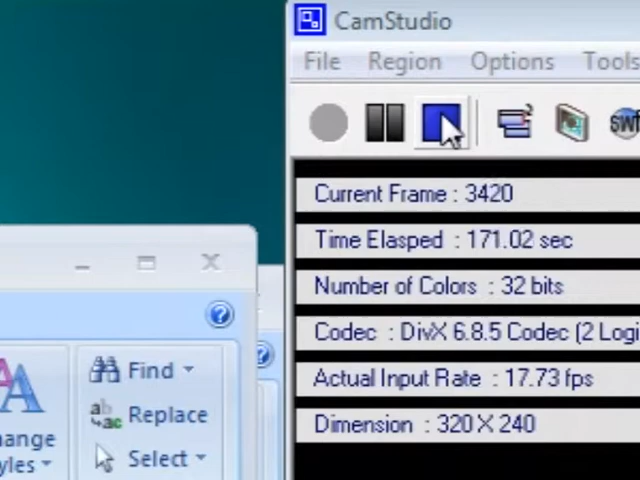 CamStudio
File Region Options Tools
swf
Current Frame : 3420
Time Elasped : 171.02 sec
Number of Colors : 32 bits
Codec : DivX 6.8.5 Codec (2 Logi
Actual Input Rate : 17.73 fps
Dimension : 320 X 240
Find
Replace
Select
hange
yles
A
ab
ac